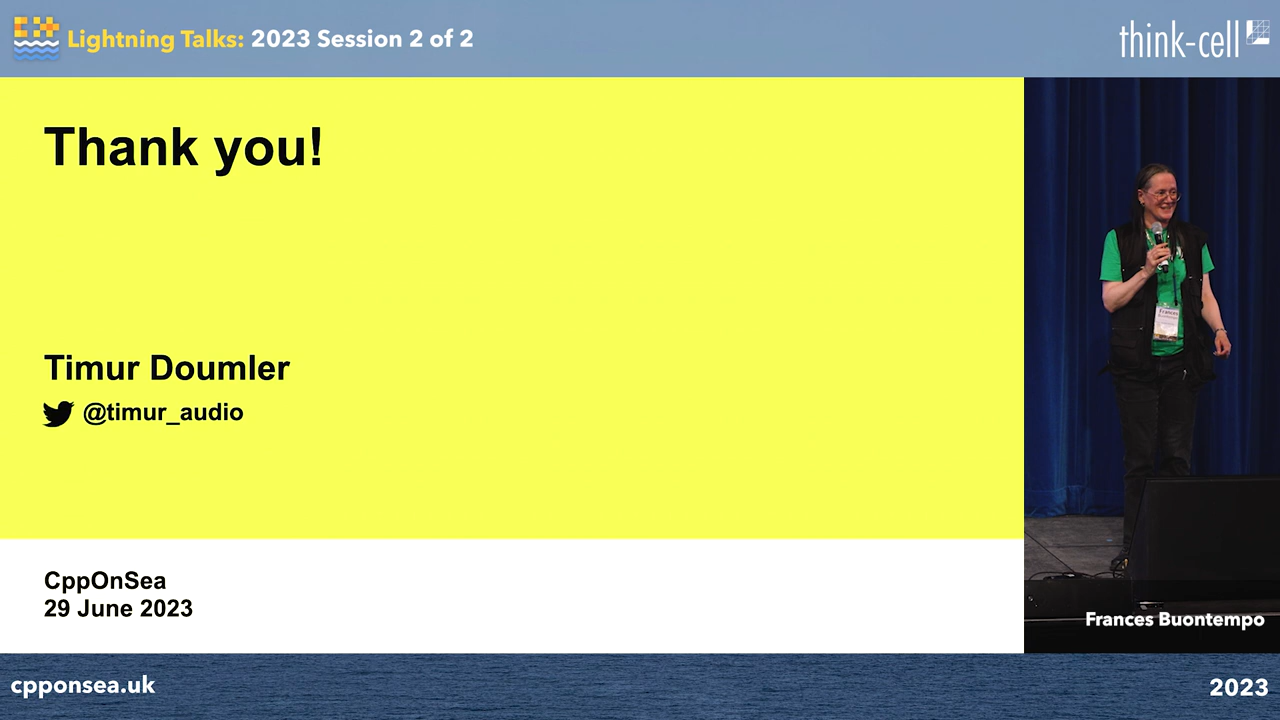 Lightning Talks: 2023 Session 2 of 2
think-cell
Thank you!
Timur Doumler
@timur_audio
CppOnSea
29 June 2023
Frances
Frances Buontempo
cpponsea.uk
2023